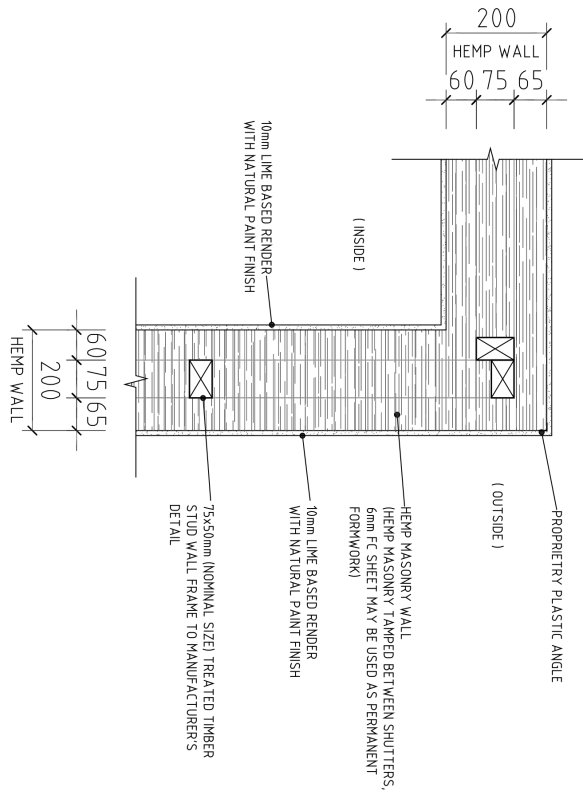 200
HEMP WALL
60 75 65
10mm LIME BASED RENDER
WITH NATURAL PAINT FINISH
( INSIDE )
60 75 65
200
HEMP WALL
PROPRIETRY PLASTIC ANGLE
( OUTSIDE )
HEMP MASONRY WALL
(HEMP MASONRY TAMPED BETWEEN SHUTTERS,
6mm FC SHEET MAY BE USED AS PERMANENT
FORMWORK)
10mm LIME BASED RENDER
WITH NATURAL PAINT FINISH
75x50mm (NOMINAL SIZE) TREATED TIMBER
STUD WALL FRAME TO MANUFACTURER'S
DETAIL